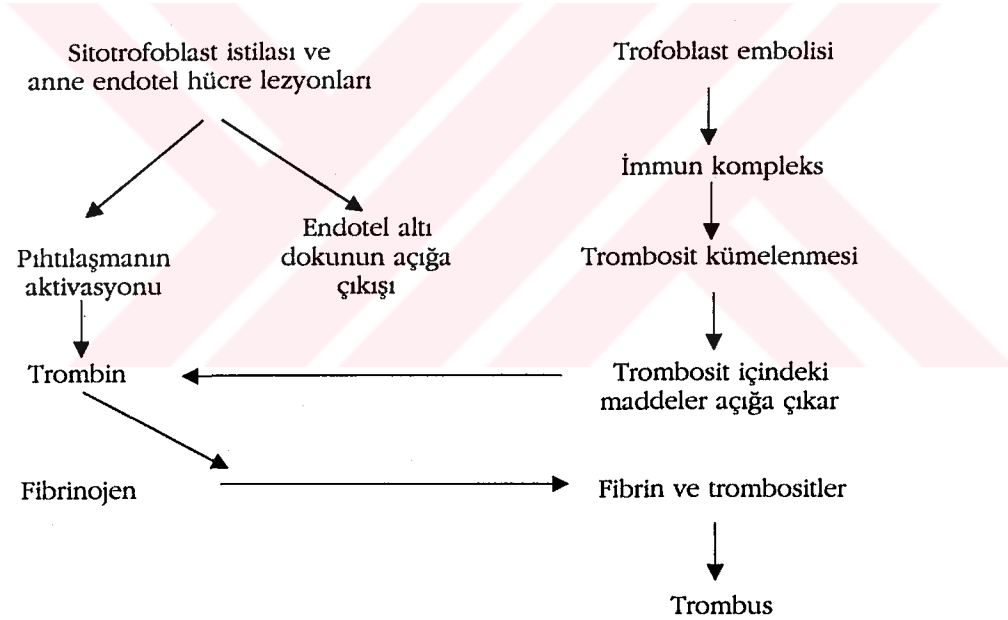 Sitotrofoblast istilası ve
anne endotel hücre lezyonları
Trofoblast embolisi
İmmun kompleks
Endotel altı
dokunun açığa
çıkışı
Pıhtılaşmanın
aktivasyonu
Trombosit kümelenmesi
Trombin
Trombosit içindeki
maddeler açığa çıkar
Fibrinojen
Fibrin ve trombositler
Trombus